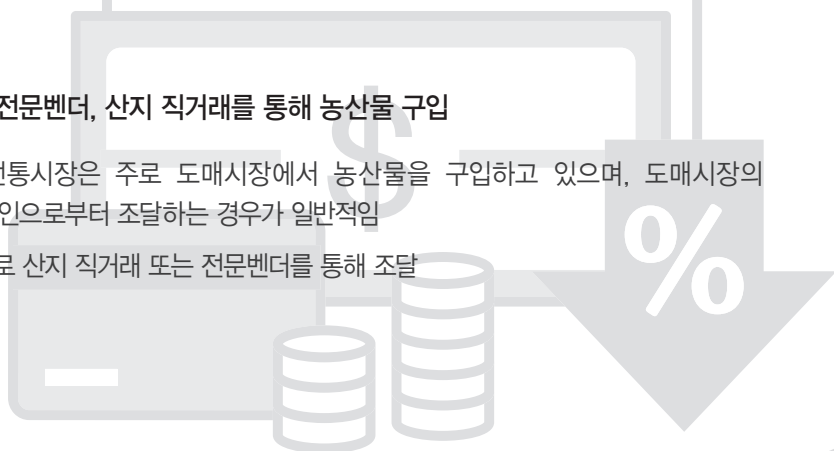 전문벤더, 산지 직거래를 통해 농산물 구입
전통시장은 주로 도매시장에서 농산물을 구입하고 있으며, 도매시장의
인으로부터 조달하는 경우가 일반적임
로 산지 직거래 또는 전문벤더를 통해 조달
$
%